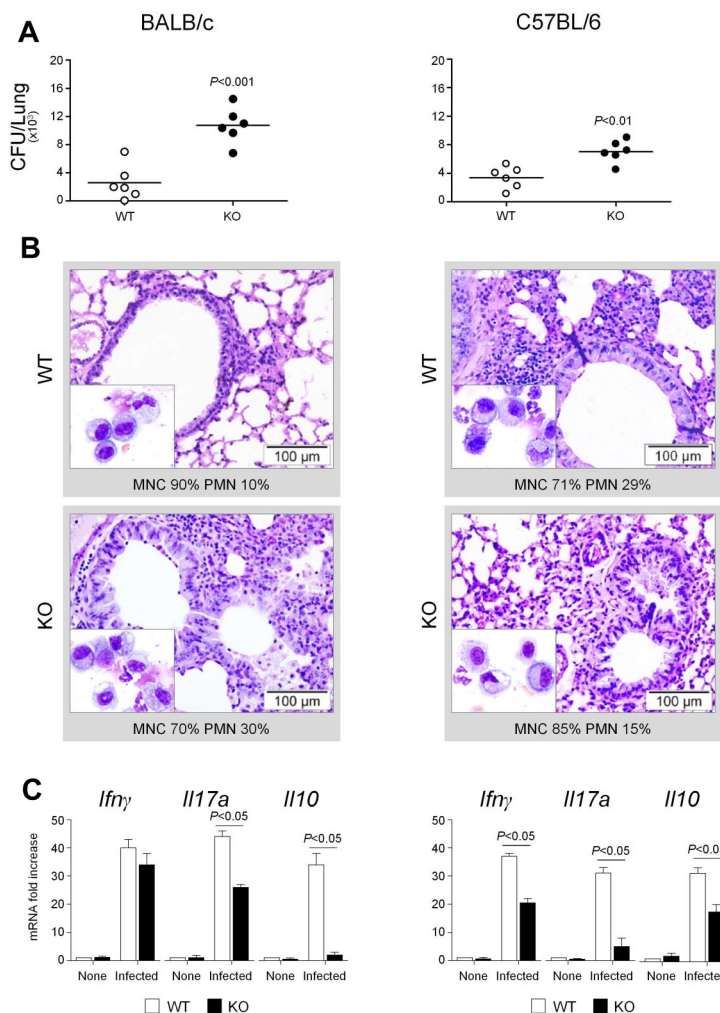 A
BALB/c
C57BL/6
CFU/Lung
(x10³)
20
16
12
8
4
0
P<0.001
WT
KO
20
16
12
8
4
0
P<0.01
WT
KO
B
WT
100 µm
MNC 90% PMN 10%
WT
100 µm
MNC 71% PMN 29%
KO
100 µm
MNC 70% PMN 30%
KO
100 µm
MNC 85% PMN 15%
C
Ifnγ Il17a Il10
mRNA fold increase
50
40
30
20
10
0
P<0.05
P<0.05
None Infected None Infected None Infected
WT KO
Ifnγ Il17a Il10
50
40
30
20
10
0
P<0.05
P<0.05
P<0.0
None Infected None Infected None Infected
WT KO